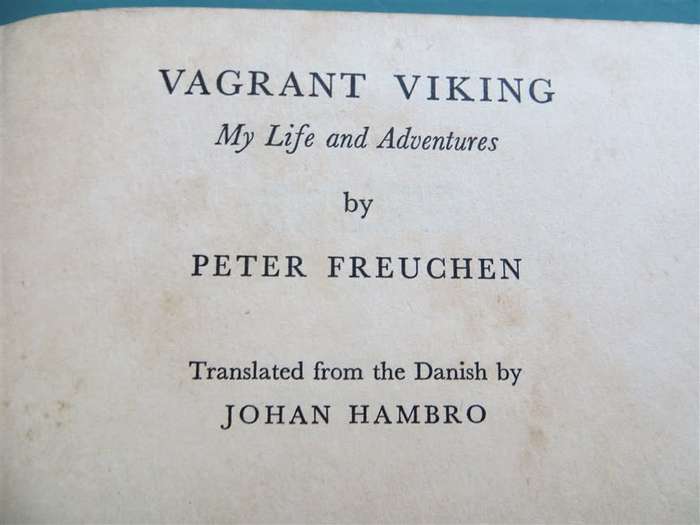 VAGRANT VIKING
My Life and Adventures
by
PETER FREUCHEN
Translated from the Danish by
JOHAN HAMBRO